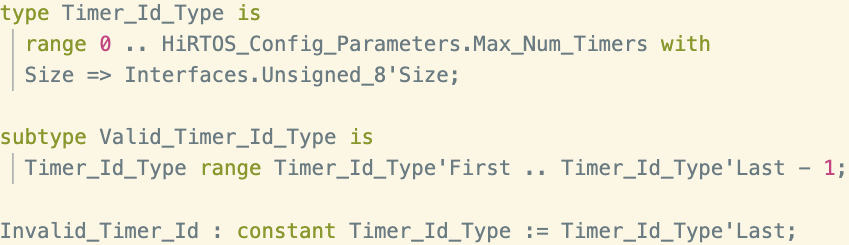 type Timer_Id_Type is
range 0 .. HiRTOS_Config_Parameters.Max_Num_Timers with
Size => Interfaces.Unsigned_8'Size;
subtype Valid_Timer_Id_Type is
Timer_Id_Type range Timer_Id_Type'First .. Timer_Id_Type'Last - 1;
Invalid_Timer_Id : constant Timer_Id_Type := Timer_Id_Type'Last;